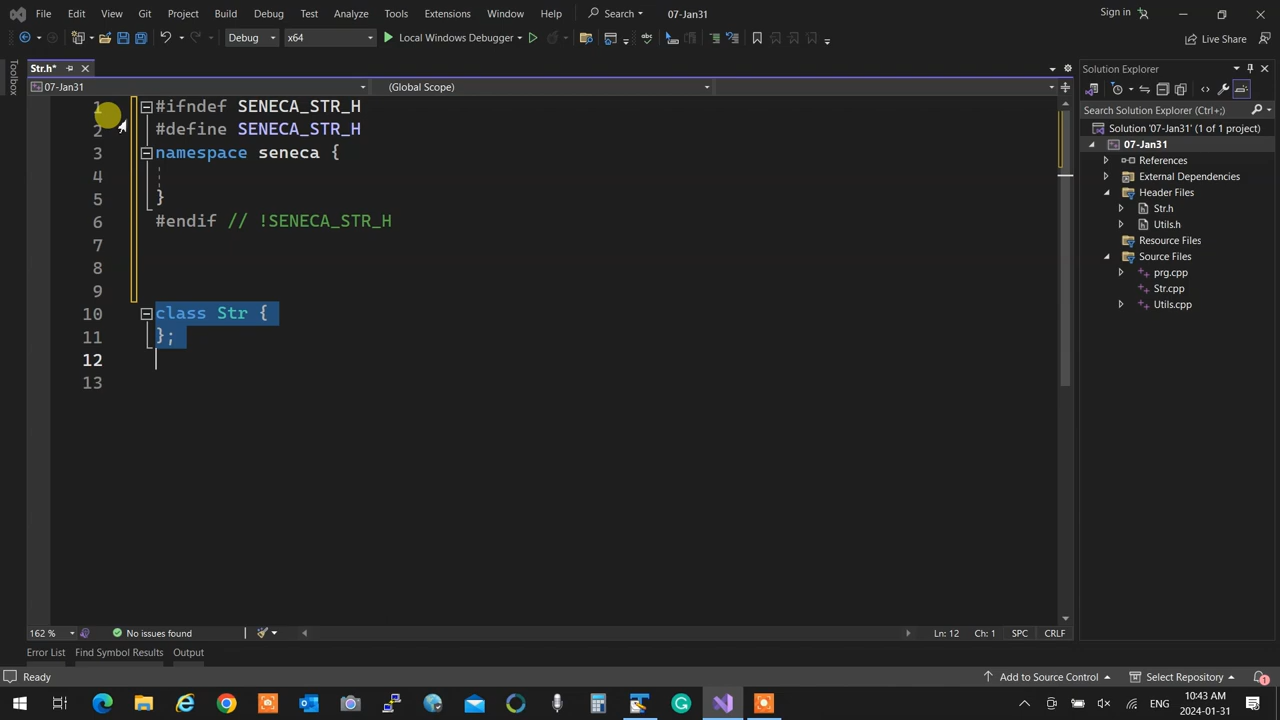 File Edit View Git Project Build Debug Test Analyze Tools Extensions Window Help Search 07-Jan31 Sign in
Debug x64 Local Windows Debugger Live Share
Str.h* Solution Explorer
Toolbox
07-Jan31 (Global Scope)
Search Solution Explorer (Ctrl+;)
Solution '07-Jan31' (1 of 1 project)
07-Jan31
References
External Dependencies
Header Files
Str.h
Utils.h
Resource Files
Source Files
prg.cpp
Str.cpp
Utils.cpp
1 #ifndef SENECA_STR_H
2 #define SENECA_STR_H
3 namespace seneca {
4
5 }
6 #endif // !SENECA_STR_H
7
8
9
10 class Str {
11 };
12
13
162 % No issues found Ln: 12 Ch: 1 SPC CRLF
Error List Find Symbol Results Output
Ready Add to Source Control Select Repository 1
10:43 AM
2024-01-31